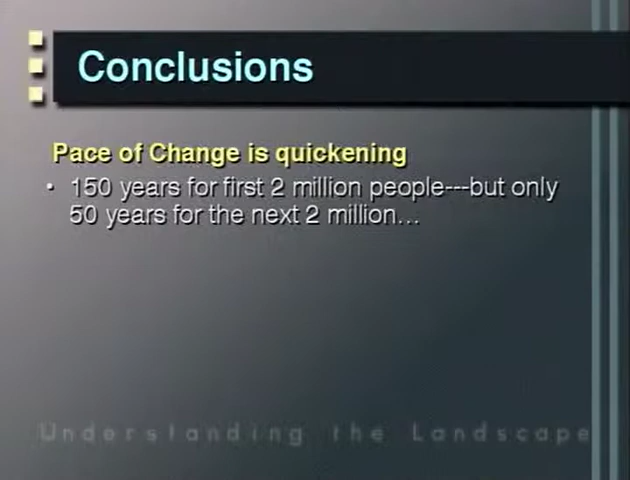 Conclusions
Pace of Change is quickening
• 150 years for first 2 million people---but only
50 years for the next 2 million...
Understanding the Landscape